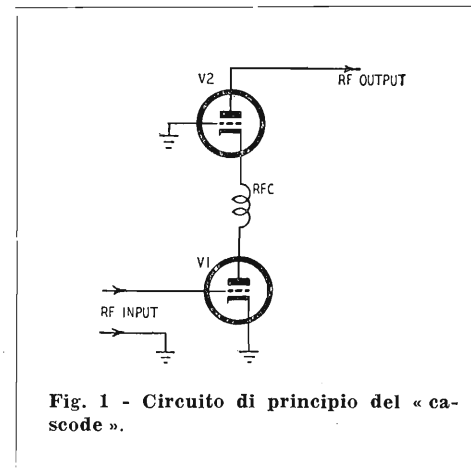 V2
RF OUTPUT
RFC
V1
RF INPUT
Fig. 1 - Circuito di principio del « ca-
scode ».